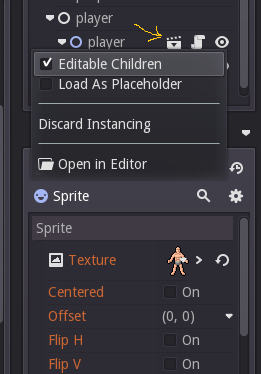 player
player
Editable Children
Load As Placeholder
Discard Instancing
Open in Editor
Sprite
Sprite
Texture
Centered On
Offset (0, 0)
Flip H On
Flip V On